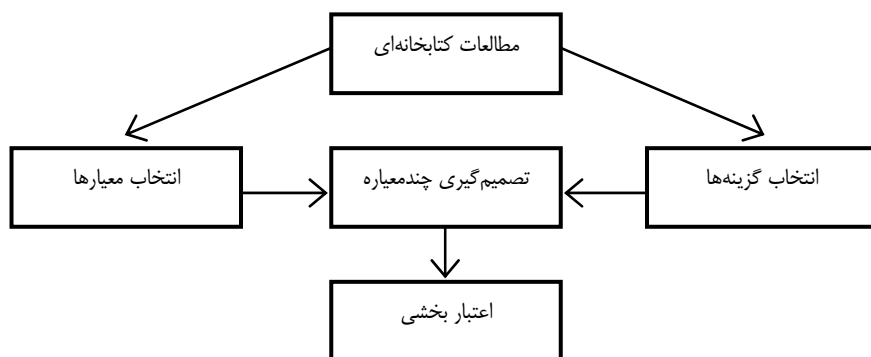 مطالعات کتابخانه‌ای
انتخاب گزینه‌ها
تصمیم‌گیری چندمعیاره
انتخاب معیارها
اعتبار بخشی